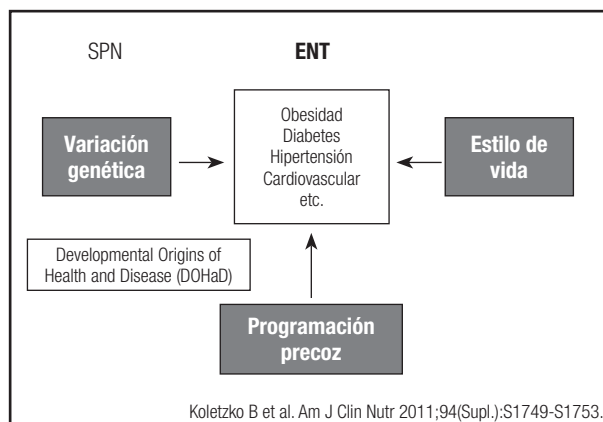 SPN
ENT
Variación
genética
Obesidad
Diabetes
Hipertensión
Cardiovascular
etc.
Estilo de
vida
Developmental Origins of
Health and Disease (DOHaD)
Programación
precoz
Koletzko B et al. Am J Clin Nutr 2011;94(Supl.):S1749-S1753.